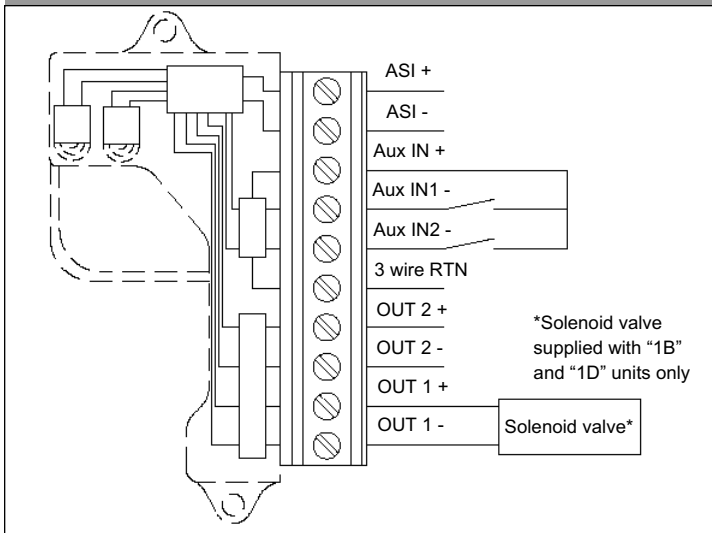 ASI +
ASI -
Aux IN +
Aux IN1 -
Aux IN2 -
3 wire RTN
OUT 2 +
OUT 2 -
OUT 1 +
OUT 1 -
*Solenoid valve
supplied with “1B”
and “1D” units only
Solenoid valve*